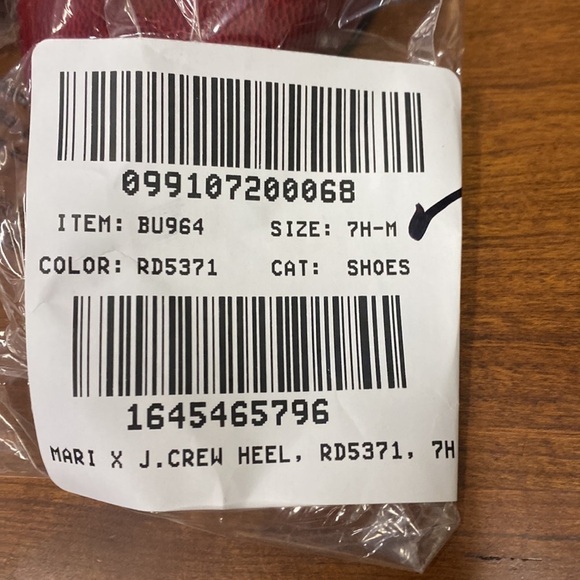 099107200068
ITEM: BU964 SIZE: 7H-M
COLOR: RD5371 CAT: SHOES
1645465796
MARI X J.CREW HEEL, RD5371, 7H